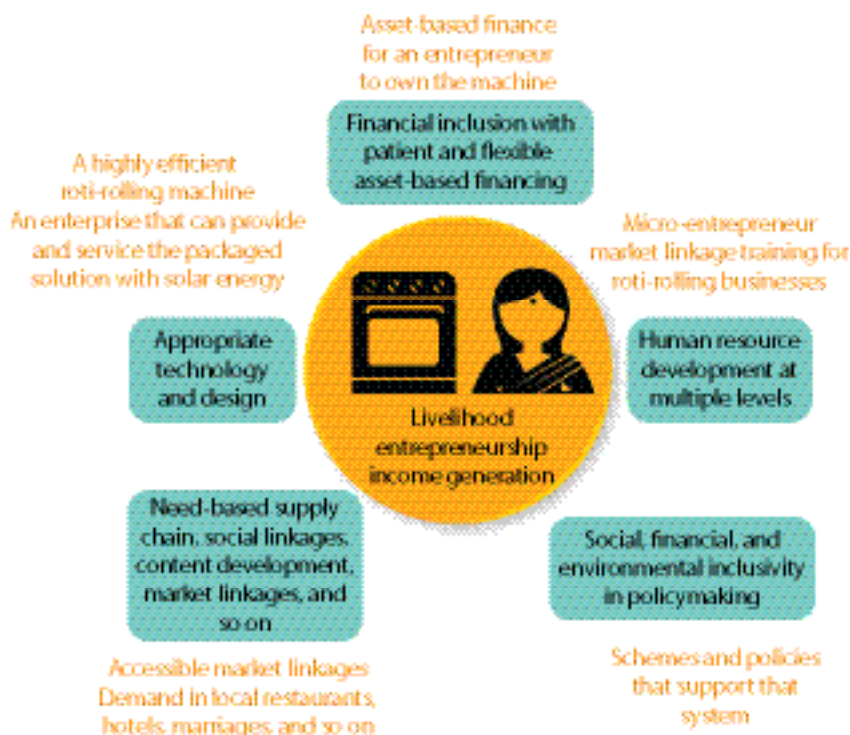 Asset-based finance
for an entrepreneur
to own the machine
Financial inclusion with
patient and flexible
asset-based financing
A highly efficient
roti-rolling machine
An enterprise that can provide
and service the packaged
solution with solar energy
Appropriate
technology
and design
Micro-entrepreneur
market linkage training for
roti-rolling businesses
Human resource
development at
multiple levels
Livelihood
entrepreneurship
income generation
Need-based supply
chain, social linkages,
content development,
market linkages, and
so on
Accessible market linkages
Demand in local restaurants,
hotels, marriages, and so on
Social, financial, and
environmental inclusivity
in policymaking
Schemes and policies
that support that
system